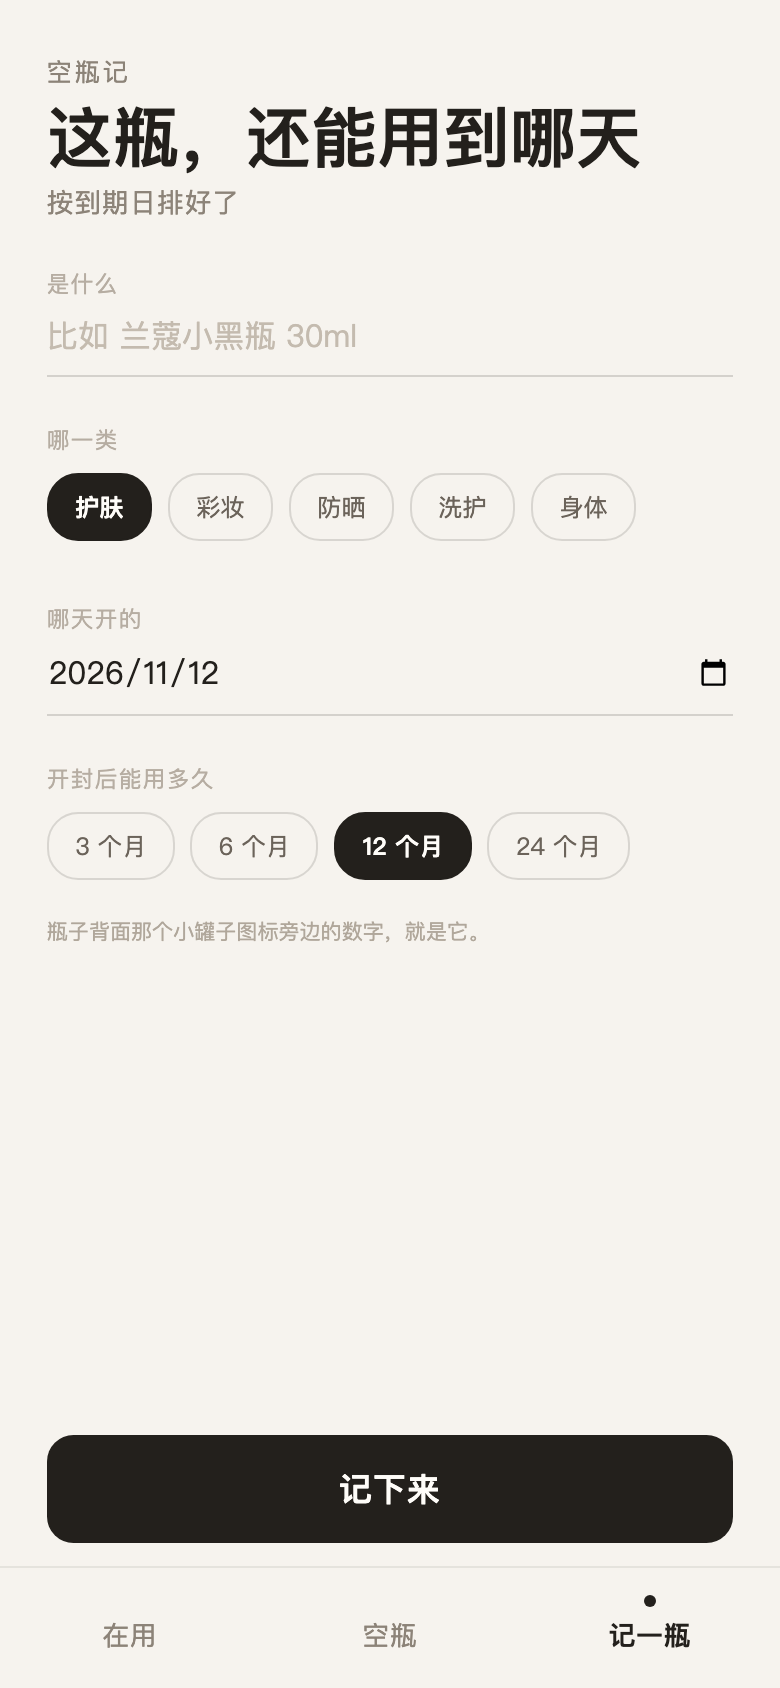 空瓶记
这瓶，还能用到哪天
按到期日排好了
是什么
比如 兰蔻小黑瓶 30ml
哪一类
护肤 彩妆 防晒 洗护 身体
哪天开的
2026/11/12
开封后能用多久
3 个月 6 个月 12 个月 24 个月
瓶子背面那个小罐子图标旁边的数字，就是它。
记下来
在用 空瓶 记一瓶